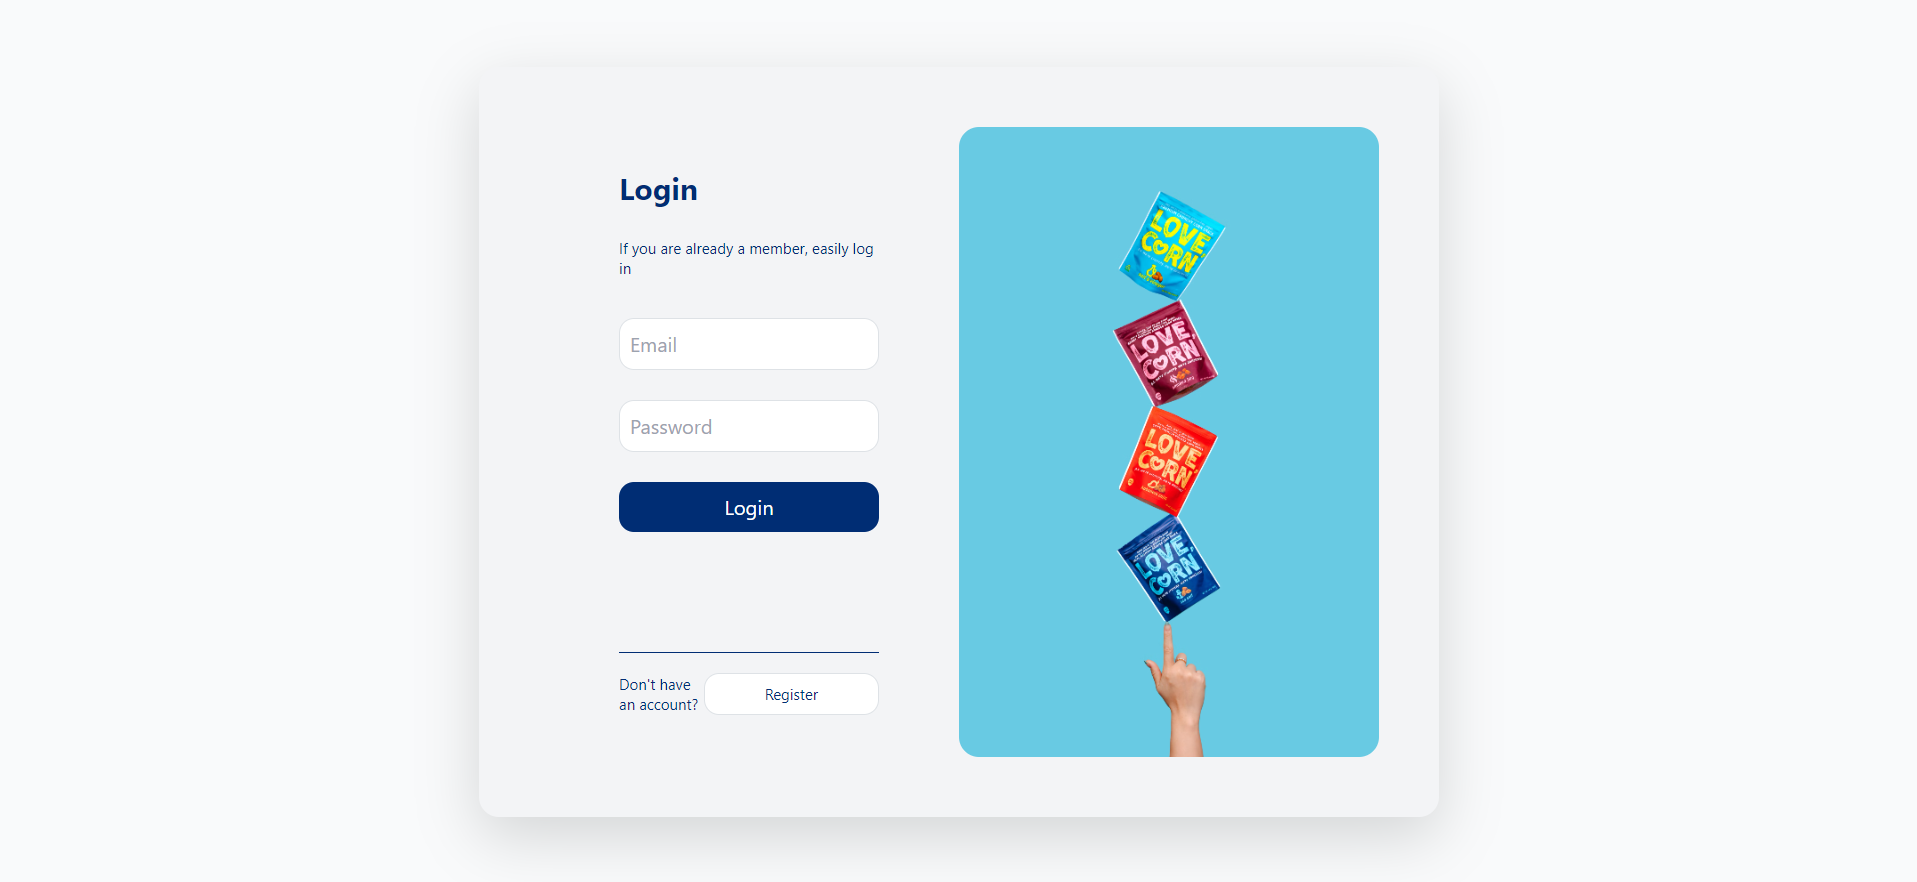 Login
If you are already a member, easily log
in
Email
Password
Login
Don't have
an account?
Register
LOVE,
CORN
LOVE,
CORN
LOVE,
CORN
LOVE,
CORN